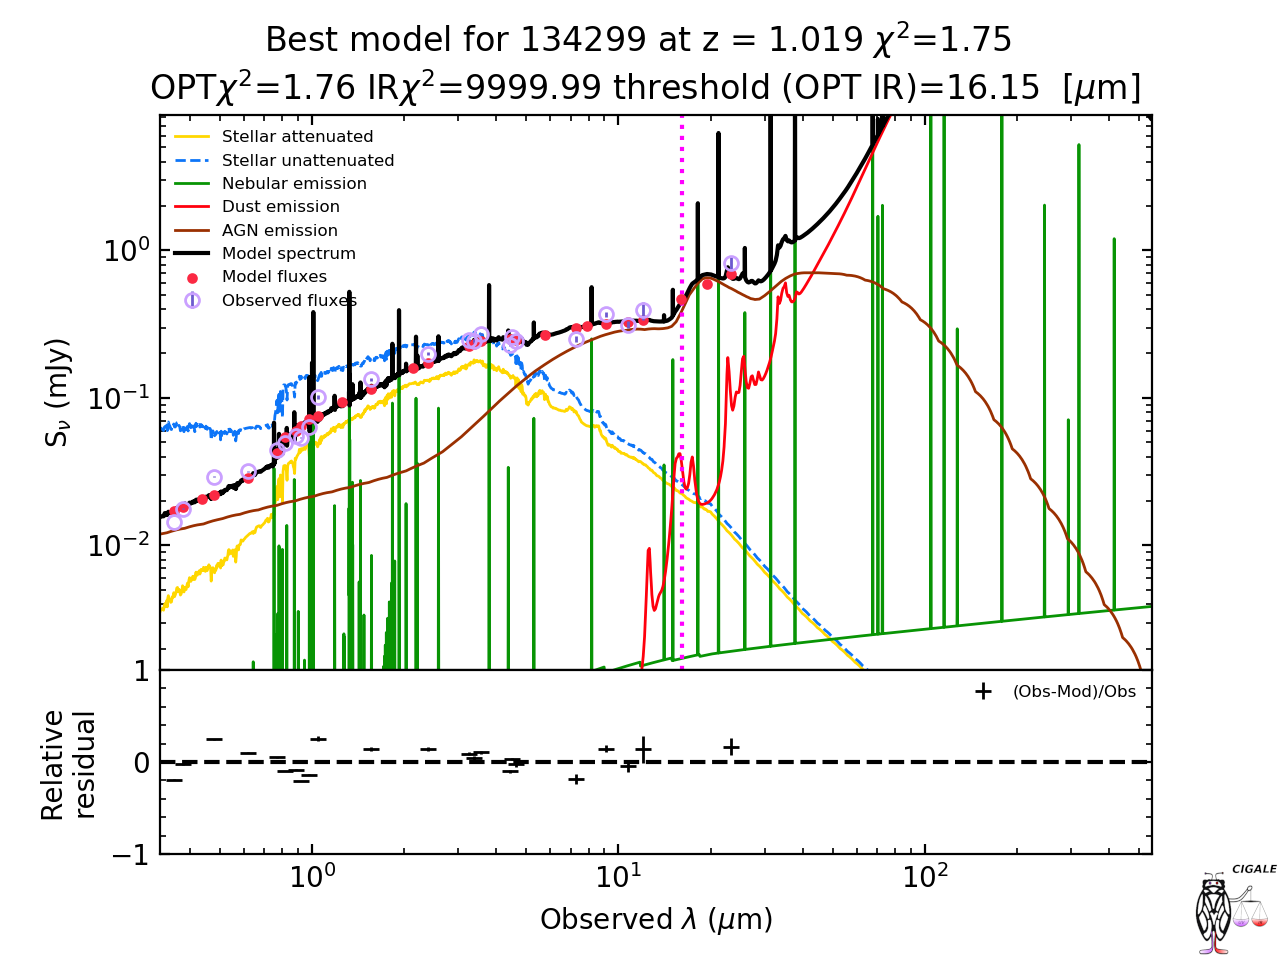 Best model for 134299 at z = 1.019 χ²=1.75
OPTχ²=1.76 IRχ²=9999.99 threshold (OPT IR)=16.15 [μm]
Stellar attenuated
Stellar unattenuated
Nebular emission
Dust emission
AGN emission
Model spectrum
Model fluxes
Observed fluxes
S_ν (mJy)
10⁰
10⁻¹
10⁻²
1
0
−1
Relative
residual
(Obs-Mod)/Obs
10⁰
10¹
10²
Observed λ (μm)
CIGALE